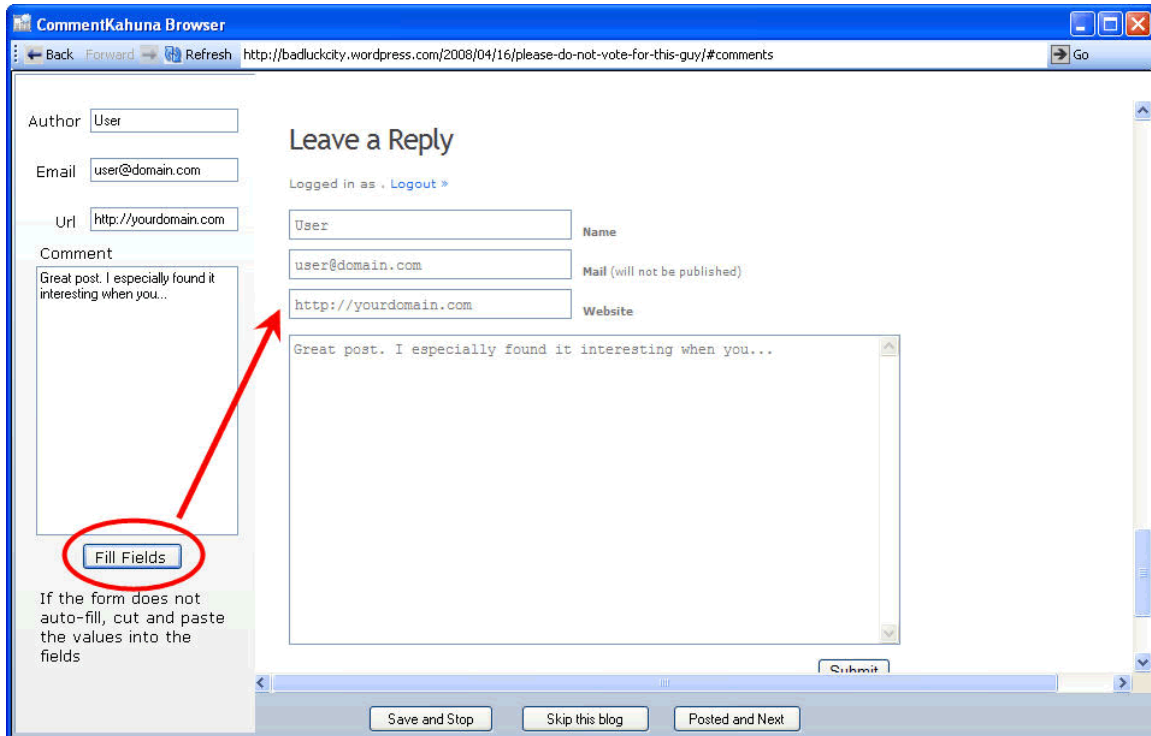 CommentKahuna Browser
Back Forward Refresh http://badluckcity.wordpress.com/2008/04/16/please-do-not-vote-for-this-guy/#comments Go
Author User
Email user@domain.com
Url http://yourdomain.com
Comment
Great post. I especially found it
interesting when you...
Fill Fields
If the form does not
auto-fill, cut and paste
the values into the
fields
Leave a Reply
Logged in as . Logout »
User Name
user@domain.com Mail (will not be published)
http://yourdomain.com Website
Great post. I especially found it interesting when you...
Submit
Save and Stop Skip this blog Posted and Next